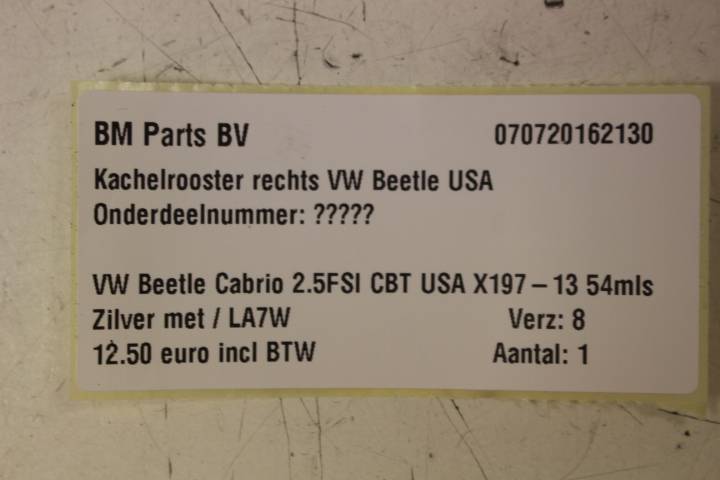 BM Parts BV 070720162130
Kachelrooster rechts VW Beetle USA
Onderdeelnummer: ?????
VW Beetle Cabrio 2.5FSI CBT USA X197 – 13 54mls
Zilver met / LA7W Verz: 8
12.50 euro incl BTW Aantal: 1